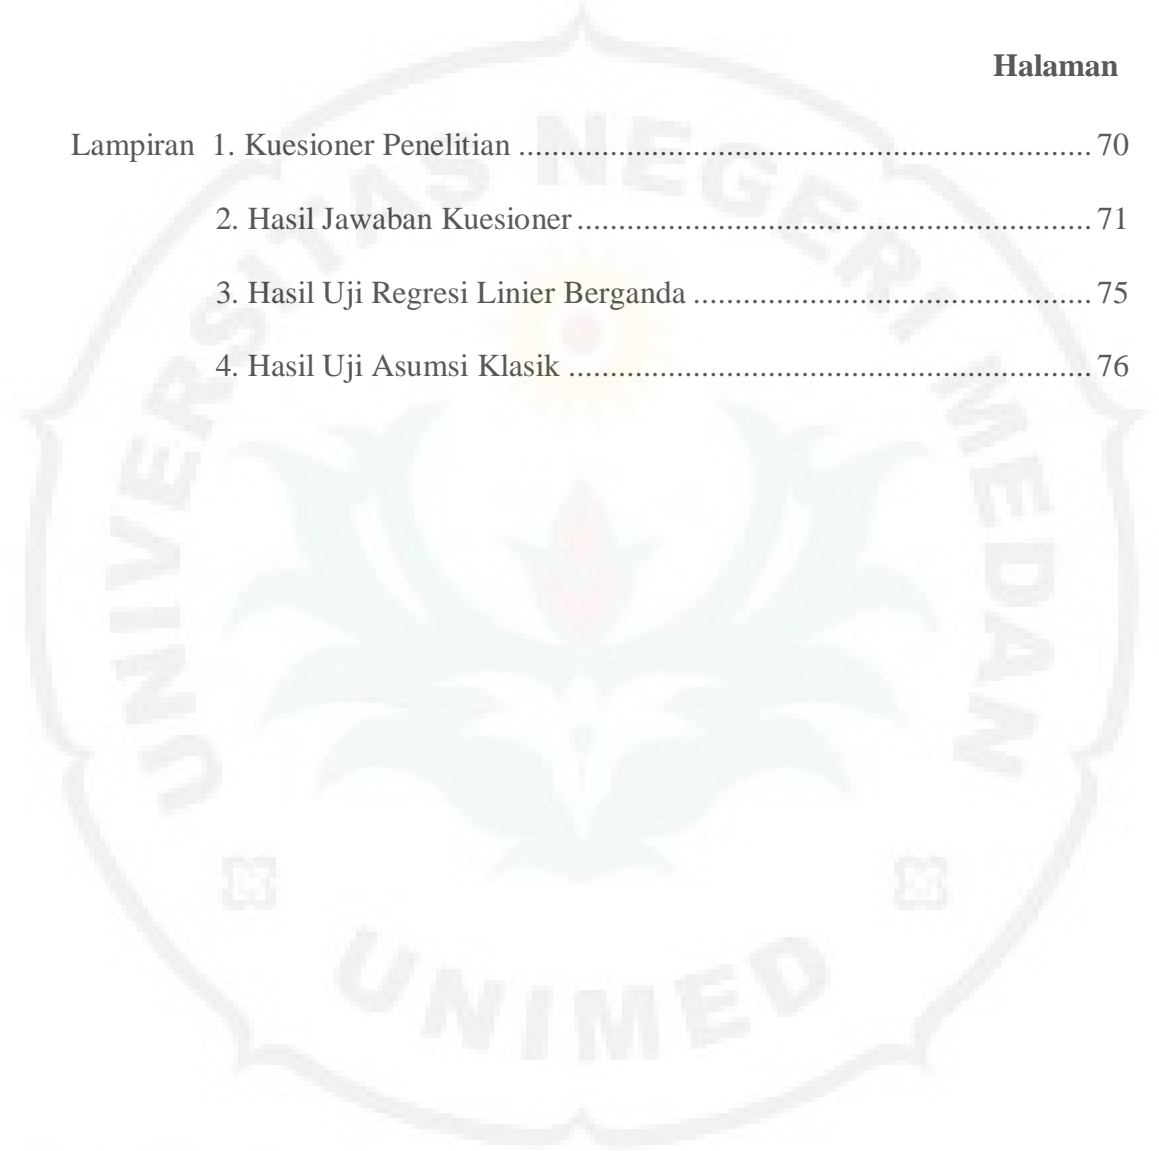 Halaman
Lampiran 1. Kuesioner Penelitian ..................................................................... 70
2. Hasil Jawaban Kuesioner.............................................................. 71
3. Hasil Uji Regresi Linier Berganda ................................................ 75
4. Hasil Uji Asumsi Klasik ............................................................... 76
UNIVERSITAS NEGERI MEDAN
UNIMED